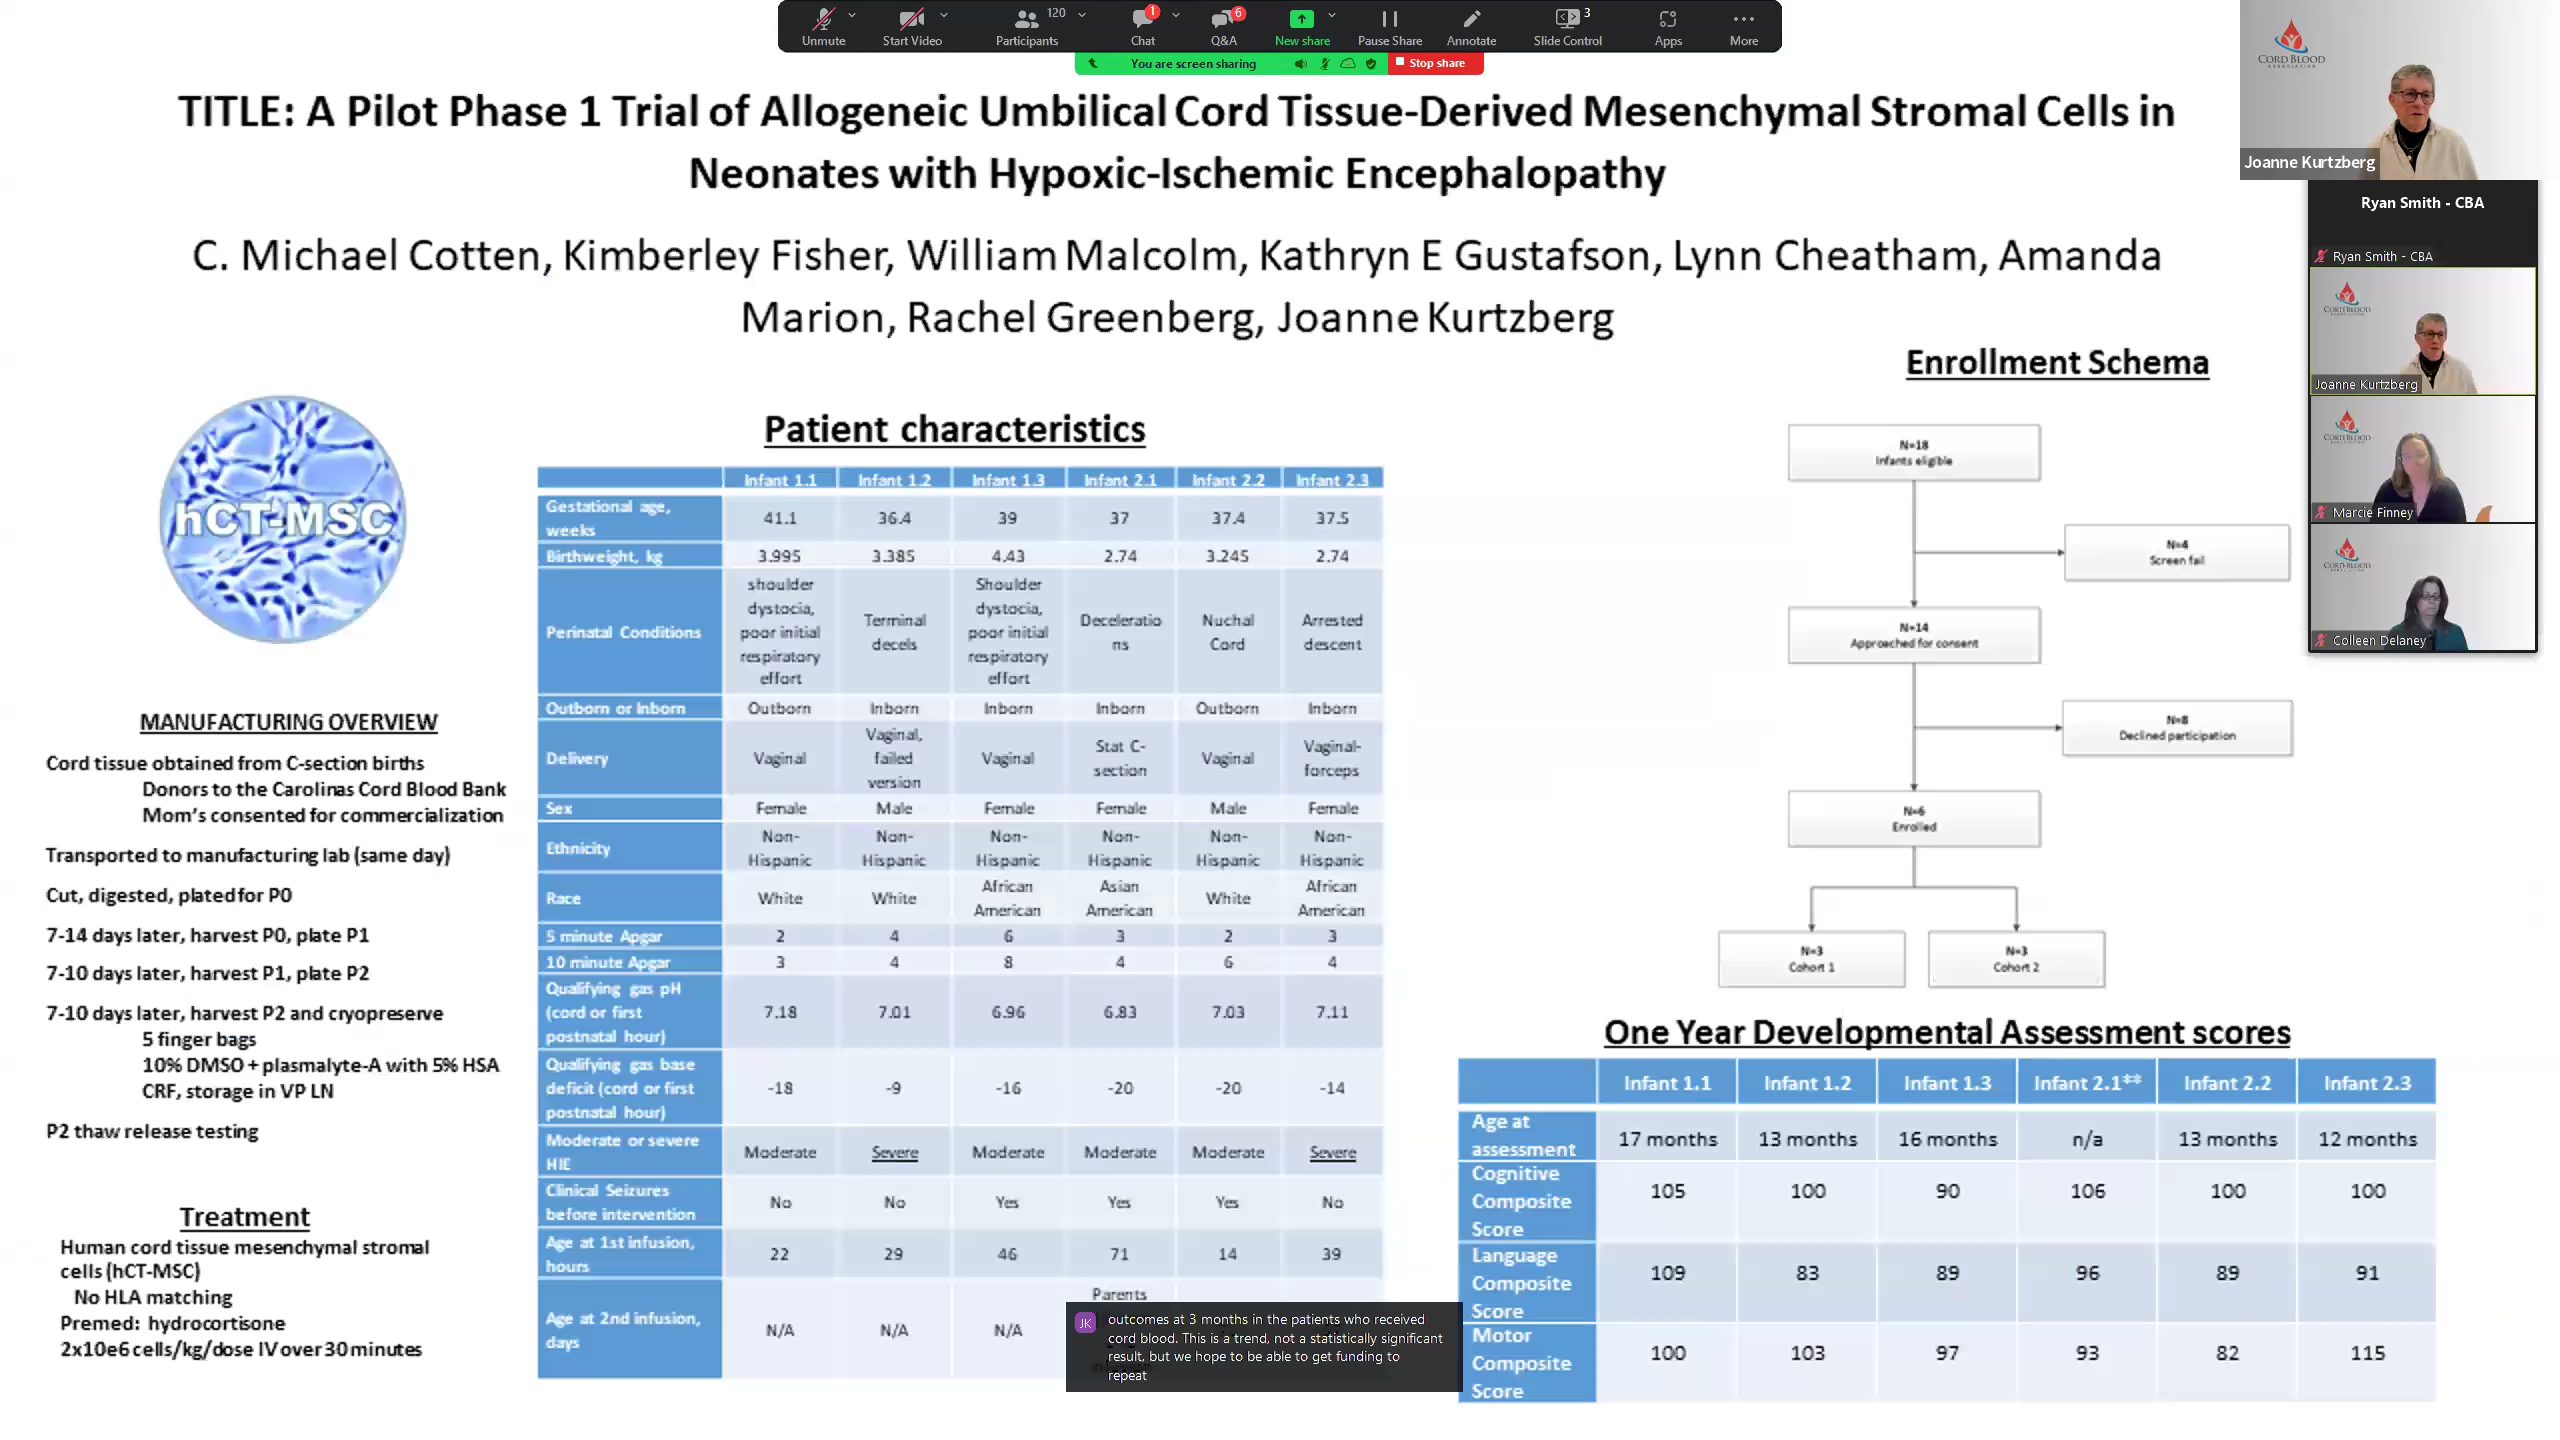 Unmute
Start Video
Participants
120
Chat
1
Q&A
6
New share
Pause Share
Annotate
Slide Control
3
Apps
More
You are screen sharing
Stop share
TITLE: A Pilot Phase 1 Trial of Allogeneic Umbilical Cord Tissue-Derived Mesenchymal Stromal Cells in
Neonates with Hypoxic-Ischemic Encephalopathy
C. Michael Cotten, Kimberley Fisher, William Malcolm, Kathryn E Gustafson, Lynn Cheatham, Amanda
Marion, Rachel Greenberg, Joanne Kurtzberg
CORD BLOOD
ASSOCIATION
Joanne Kurtzberg
Ryan Smith - CBA
Ryan Smith - CBA
CORD BLOOD
Joanne Kurtzberg
CORD BLOOD
Marcie Finney
CORD BLOOD
Colleen Delaney
hCT-MSC
MANUFACTURING OVERVIEW
Cord tissue obtained from C-section births
Donors to the Carolinas Cord Blood Bank
Mom's consented for commercialization
Transported to manufacturing lab (same day)
Cut, digested, plated for P0
7-14 days later, harvest P0, plate P1
7-10 days later, harvest P1, plate P2
7-10 days later, harvest P2 and cryopreserve
5 finger bags
10% DMSO + plasmalyte-A with 5% HSA
CRF, storage in VP LN
P2 thaw release testing
Treatment
Human cord tissue mesenchymal stromal
cells (hCT-MSC)
No HLA matching
Premed: hydrocortisone
2x10e6 cells/kg/dose IV over 30 minutes
Patient characteristics
Infant 1.1 Infant 1.2 Infant 1.3 Infant 2.1 Infant 2.2 Infant 2.3
Gestational age,
weeks
41.1 36.4 39 37 37.4 37.5
Birthweight, kg 3.995 3.385 4.43 2.74 3.245 2.74
Perinatal Conditions
shoulder
dystocia,
poor initial
respiratory
effort
Terminal
decels
Shoulder
dystocia,
poor initial
respiratory
effort
Deceleratio
ns
Nuchal
Cord
Arrested
descent
Outborn or Inborn Outborn Inborn Inborn Inborn Outborn Inborn
Delivery
Vaginal
Vaginal,
failed
version
Vaginal
Stat C-
section
Vaginal
Vaginal-
forceps
Sex Female Male Female Female Male Female
Ethnicity
Non-
Hispanic
Non-
Hispanic
Non-
Hispanic
Non-
Hispanic
Non-
Hispanic
Non-
Hispanic
Race
White
White
African
American
Asian
American
White
African
American
5 minute Apgar 2 4 6 3 2 3
10 minute Apgar 3 4 8 4 6 4
Qualifying gas pH
(cord or first
postnatal hour)
7.18 7.01 6.96 6.83 7.03 7.11
Qualifying gas base
deficit (cord or first
postnatal hour)
-18 -9 -16 -20 -20 -14
Moderate or severe
HIE
Moderate Severe Moderate Moderate Moderate Severe
Clinical Seizures
before intervention
No No Yes Yes Yes No
Age at 1st infusion,
hours
22 29 46 71 14 39
Age at 2nd infusion,
days
N/A N/A N/A
Parents
JK
outcomes at 3 months in the patients who received
cord blood. This is a trend, not a statistically significant
result, but we hope to be able to get funding to
repeat
Enrollment Schema
N=18
Infants eligible
N=4
Screen fail
N=14
Approached for consent
N=8
Declined participation
N=6
Enrolled
N=3
Cohort 1
N=3
Cohort 2
One Year Developmental Assessment scores
Infant 1.1 Infant 1.2 Infant 1.3 Infant 2.1** Infant 2.2 Infant 2.3
Age at
assessment
17 months 13 months 16 months n/a 13 months 12 months
Cognitive
Composite
Score
105 100 90 106 100 100
Language
Composite
Score
109 83 89 96 89 91
Motor
Composite
Score
100 103 97 93 82 115